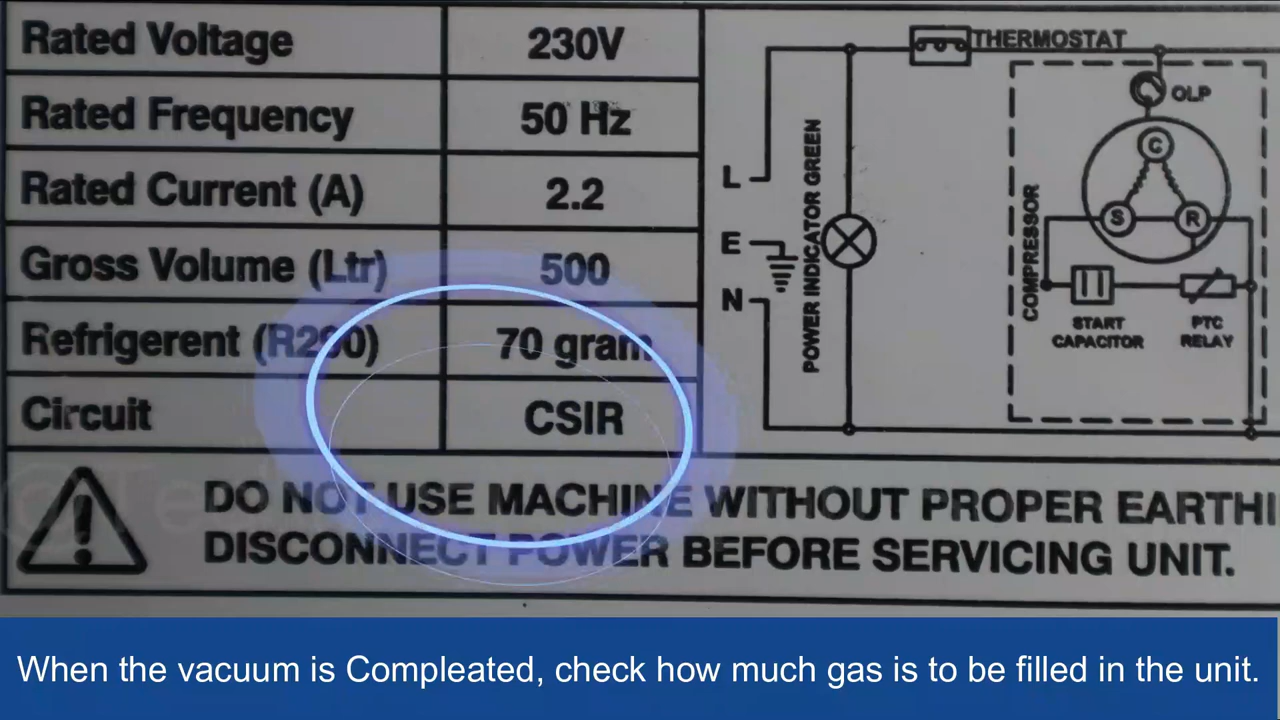 Rated Voltage 230V
Rated Frequency 50 Hz
Rated Current (A) 2.2
Gross Volume (Ltr) 500
Refrigerent (R290) 70 gram
Circuit CSIR
THERMOSTAT
OLP
C
S R
L
E
N
POWER INDICATOR GREEN
COMPRESSOR
START
CAPACITOR
PTC
RELAY
DO NOT USE MACHINE WITHOUT PROPER EARTHI
DISCONNECT POWER BEFORE SERVICING UNIT.
When the vacuum is Compleated, check how much gas is to be filled in the unit.